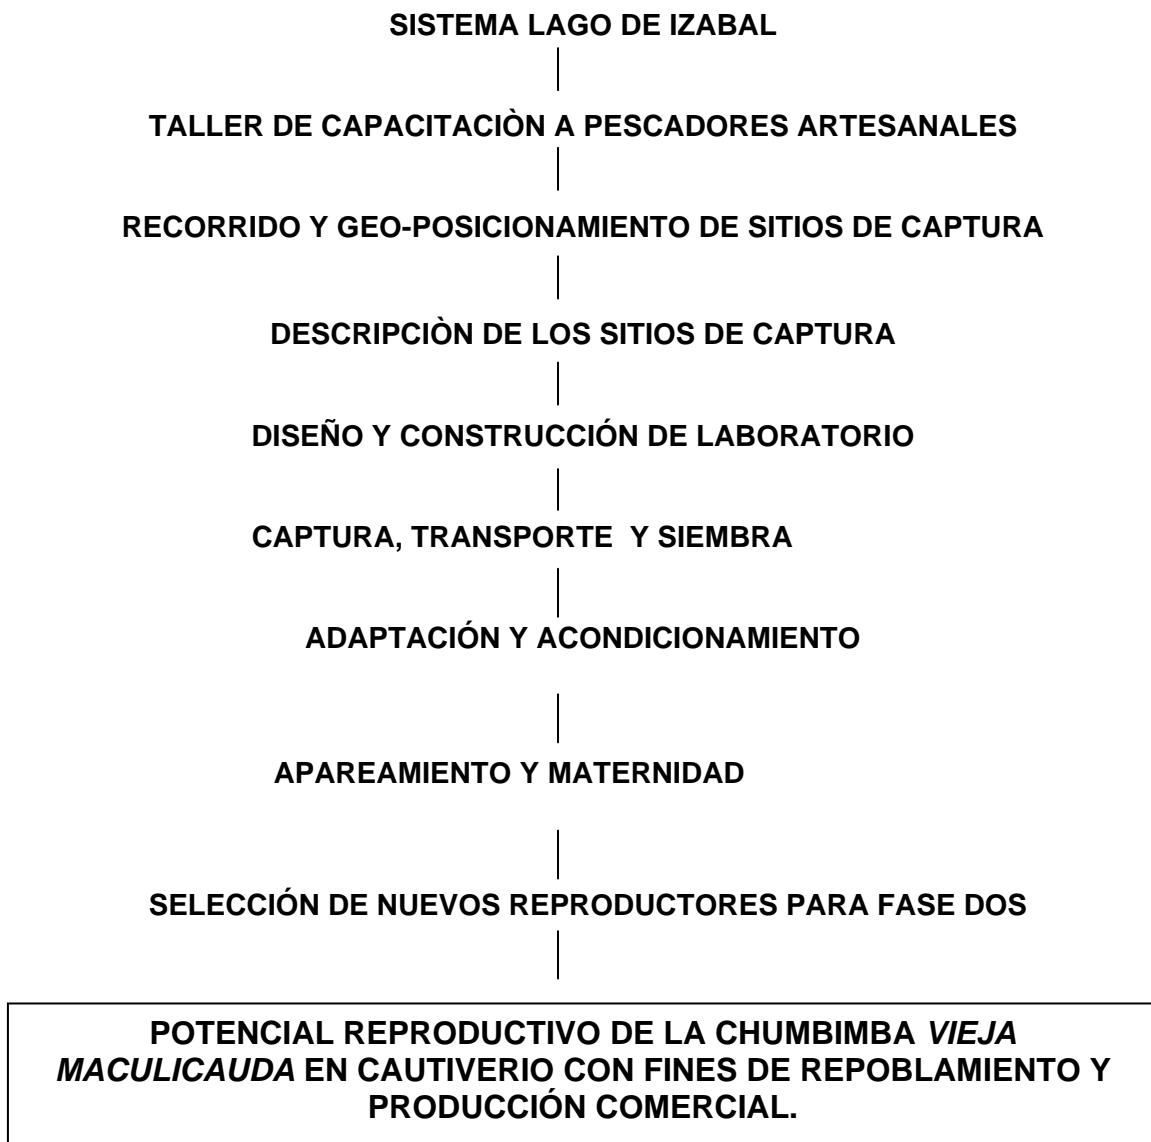 SISTEMA LAGO DE IZABAL
TALLER DE CAPACITACIÒN A PESCADORES ARTESANALES
RECORRIDO Y GEO-POSICIONAMIENTO DE SITIOS DE CAPTURA
DESCRIPCIÒN DE LOS SITIOS DE CAPTURA
DISEÑO Y CONSTRUCCIÓN DE LABORATORIO
CAPTURA, TRANSPORTE Y SIEMBRA
ADAPTACIÓN Y ACONDICIONAMIENTO
APAREAMIENTO Y MATERNIDAD
SELECCIÓN DE NUEVOS REPRODUCTORES PARA FASE DOS
POTENCIAL REPRODUCTIVO DE LA CHUMBIMBA VIEJA
MACULICAUDA EN CAUTIVERIO CON FINES DE REPOBLAMIENTO Y
PRODUCCIÓN COMERCIAL.